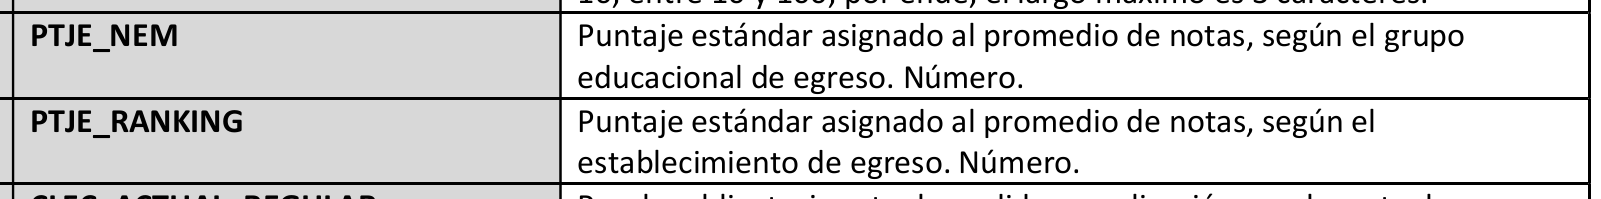 PTJE_NEM
Puntaje estándar asignado al promedio de notas, según el grupo
educacional de egreso. Número.
PTJE_RANKING
Puntaje estándar asignado al promedio de notas, según el
establecimiento de egreso. Número.
CLEC_ACTUAL_REGULAR